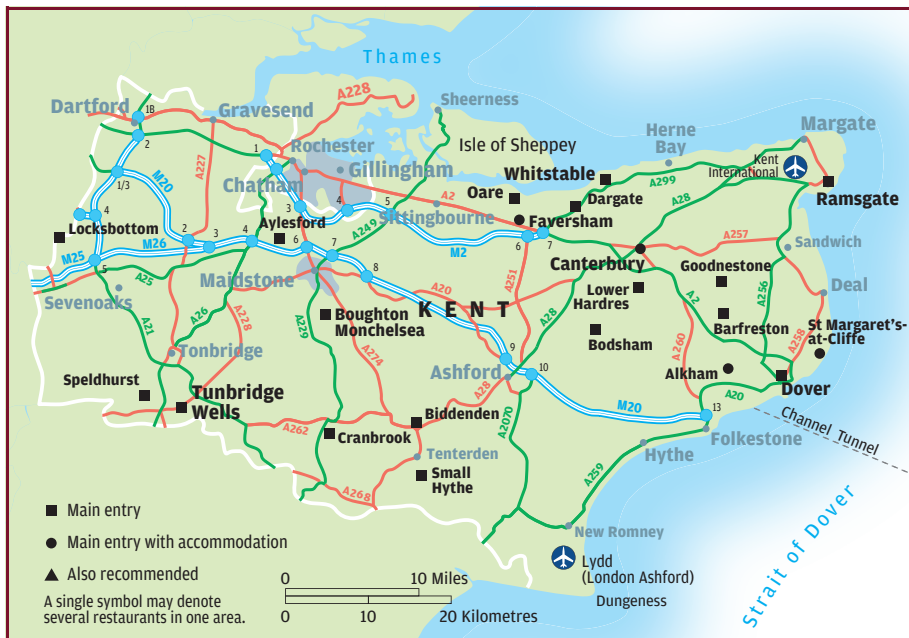 Thames
A228
Sheerness
Dartford
1B
Gravesend
Isle of Sheppey
Herne
Bay
Margate
Kent
International
2
A227
1
Rochester
Gillingham
Chatham
Whitstable
Oare
Dargate
A299
A28
Ramsgate
1/3
M20
A2
3
4
5
Sittingbourne
Faversham
4
Locksbottom
Aylesford
A249
M2
6
7
Canterbury
A257
Sandwich
M25
M26
2
3
4
6
7
5
A25
Maidstone
8
A251
Goodnestone
Lower
Hardres
A2
A256
Deal
Sevenoaks
A21
A26
A228
A20
KENT
A28
Boughton
Monchelsea
A229
Barfreston
St Margaret's-
at-Cliffe
A258
Bodsham
A260
Tonbridge
A274
9
Ashford
10
Alkham
Dover
Speldhurst
Tunbridge
Wells
A28
A20
M20
13
Channel Tunnel
A262
Biddenden
A2070
Cranbrook
Folkestone
Hythe
Tenterden
Small
Hythe
A259
A268
New Romney
Strait of Dover
Main entry
Main entry with accommodation
Also recommended
A single symbol may denote
several restaurants in one area.
Lydd
(London Ashford)
Dungeness
0 10 Miles
0 10 20 Kilometres